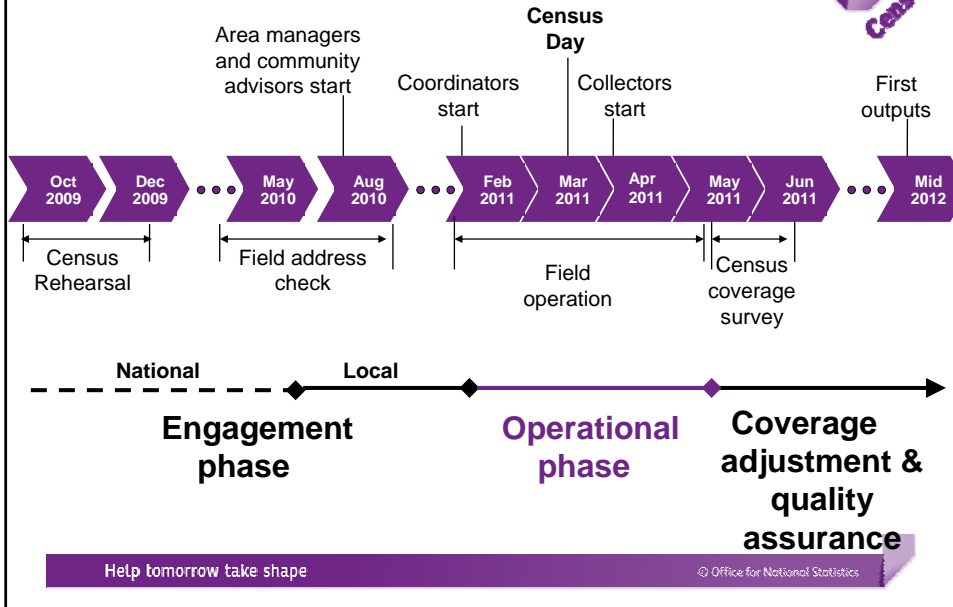 Census
Day
Area managers
and community
advisors start
Coordinators
start
Collectors
start
First
outputs
Oct
2009
Dec
2009
May
2010
Aug
2010
Feb
2011
Mar
2011
Apr
2011
May
2011
Jun
2011
Mid
2012
Census
Rehearsal
Field address
check
Field
operation
Census
coverage
survey
National
Local
Engagement
phase
Operational
phase
Coverage
adjustment &
quality
assurance
Help tomorrow take shape
© Office for National Statistics